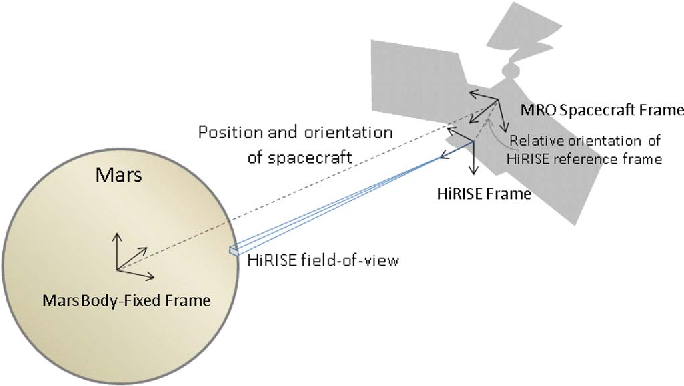 MRO Spacecraft Frame
Position and orientation
of spacecraft
Relative orientation of
HiRISE reference frame
Mars
HiRISE Frame
HiRISE field-of-view
Mars Body-Fixed Frame